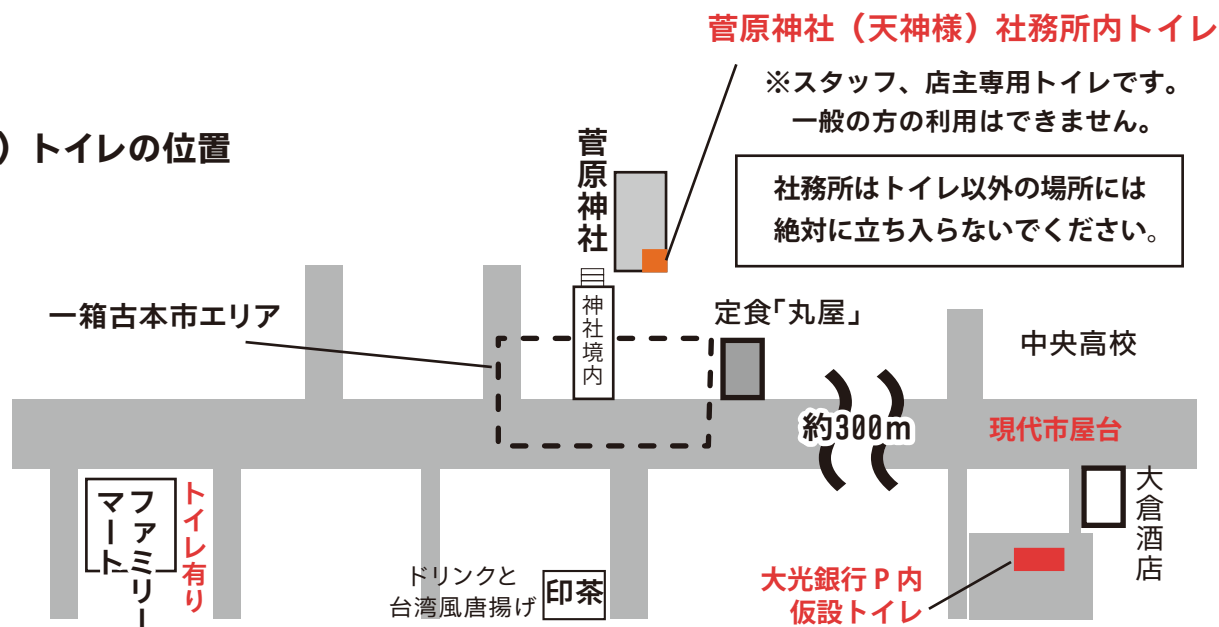 菅原神社（天神様）社務所内トイレ
※スタッフ、店主専用トイレです。
一般の方の利用はできません。
）トイレの位置
社務所はトイレ以外の場所には
絶対に立ち入らないでください。
菅原神社
神社境内
一箱古本市エリア
定食「丸屋」
中央高校
約300m
現代市屋台
ファミリー
マート
トイレ有り
ドリンクと
台湾風唐揚げ
印茶
大光銀行 P 内
仮設トイレ
大倉酒店